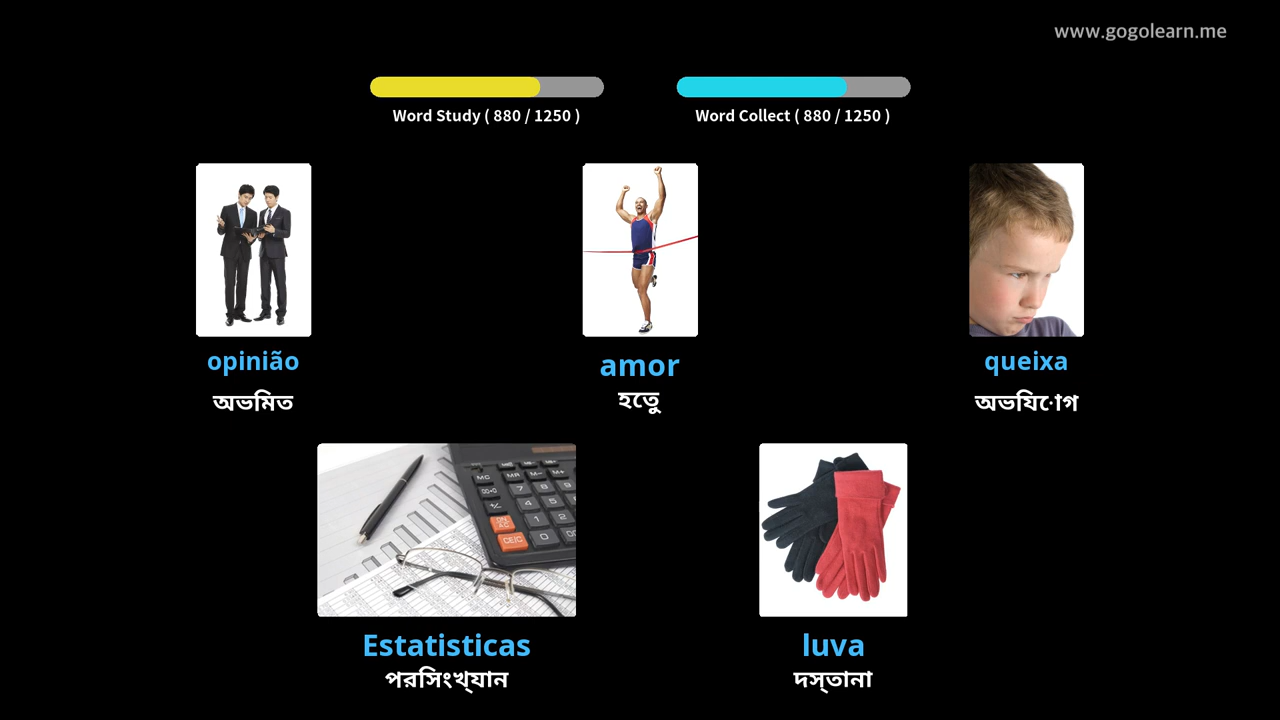 www.gogolearn.me
Word Study ( 880 / 1250 )
Word Collect ( 880 / 1250 )
opinião
amor
queixa
অভমিত
হতেু
অভযিোগ
Estatisticas
luva
পরসিংখ্যান
দস্তানা